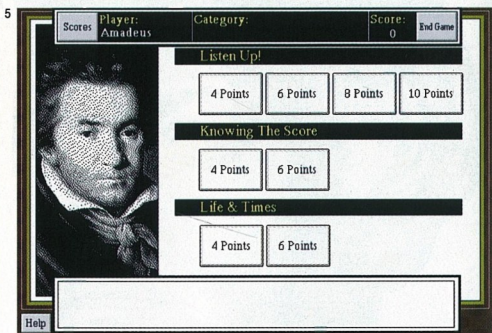 5
Scores Player: Category: Score: End Game
Amadeus 0
Listen Up!
4 Points 6 Points 8 Points 10 Points
Knowing The Score
4 Points 6 Points
Life & Times
4 Points 6 Points
Help